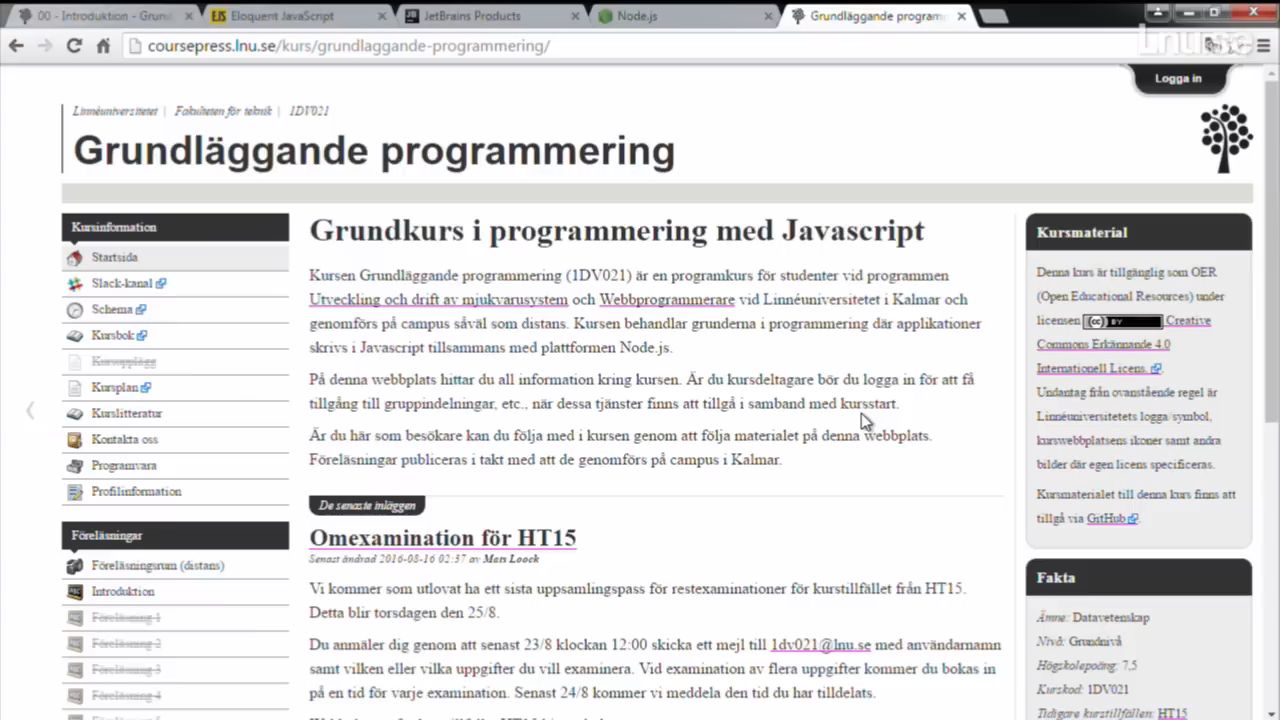 00 - Introduktion - Grund
Eloquent JavaScript
JetBrains Products
Node.js
Grundläggande program
coursepress.lnu.se/kurs/grundlaggande-programmering/
Lnu.se
Logga in
Linnéuniversitetet | Fakulteten för teknik | 1DV021
Grundläggande programmering
Kursinformation
Startsida
Slack-kanal
Schema
Kursbok
Kursupplägg
Kursplan
Kurslitteratur
Kontakta oss
Programvara
Profilinformation
Föreläsningar
Föreläsningsrum (distans)
Introduktion
Föreläsning 1
Föreläsning 2
Föreläsning 3
Föreläsning 4
Grundkurs i programmering med Javascript
Kursen Grundläggande programmering (1DV021) är en programkurs för studenter vid programmen
Utveckling och drift av mjukvarusystem och Webbprogrammerare vid Linnéuniversitetet i Kalmar och
genomförs på campus såväl som distans. Kursen behandlar grunderna i programmering där applikationer
skrivs i Javascript tillsammans med plattformen Node.js.
På denna webbplats hittar du all information kring kursen. Är du kursdeltagare bör du logga in för att få
tillgång till gruppindelningar, etc., när dessa tjänster finns att tillgå i samband med kursstart.
Är du här som besökare kan du följa med i kursen genom att följa materialet på denna webbplats.
Föreläsningar publiceras i takt med att de genomförs på campus i Kalmar.
De senaste inläggen
Omexamination för HT15
Senast ändrad 2016-08-16 02:37 av Mats Loock
Vi kommer som utlovat ha ett sista uppsamlingspass för restexaminationer för kurstillfället från HT15.
Detta blir torsdagen den 25/8.
Du anmäler dig genom att senast 23/8 klockan 12:00 skicka ett mejl till 1dv021@lnu.se med användarnamn
samt vilken eller vilka uppgifter du vill examinera. Vid examination av flera uppgifter kommer du bokas in
på en tid för varje examination. Senast 24/8 kommer vi meddela den tid du har tilldelats.
Kursmaterial
Denna kurs är tillgänglig som OER
(Open Educational Resources) under
licensen (cc) BY Creative
Commons Erkännande 4.0
Internationell Licens.
Undantag från ovanstående regel är
Linnéuniversitetets logga/symbol,
kurswebbplatsens ikoner samt andra
bilder där egen licens specificeras.
Kursmaterialet till denna kurs finns att
tillgå via GitHub.
Fakta
Ämne: Datavetenskap
Nivå: Grundnivå
Högskolepoäng: 7,5
Kurskod: 1DV021
Tidigare kurstillfällen: HT15